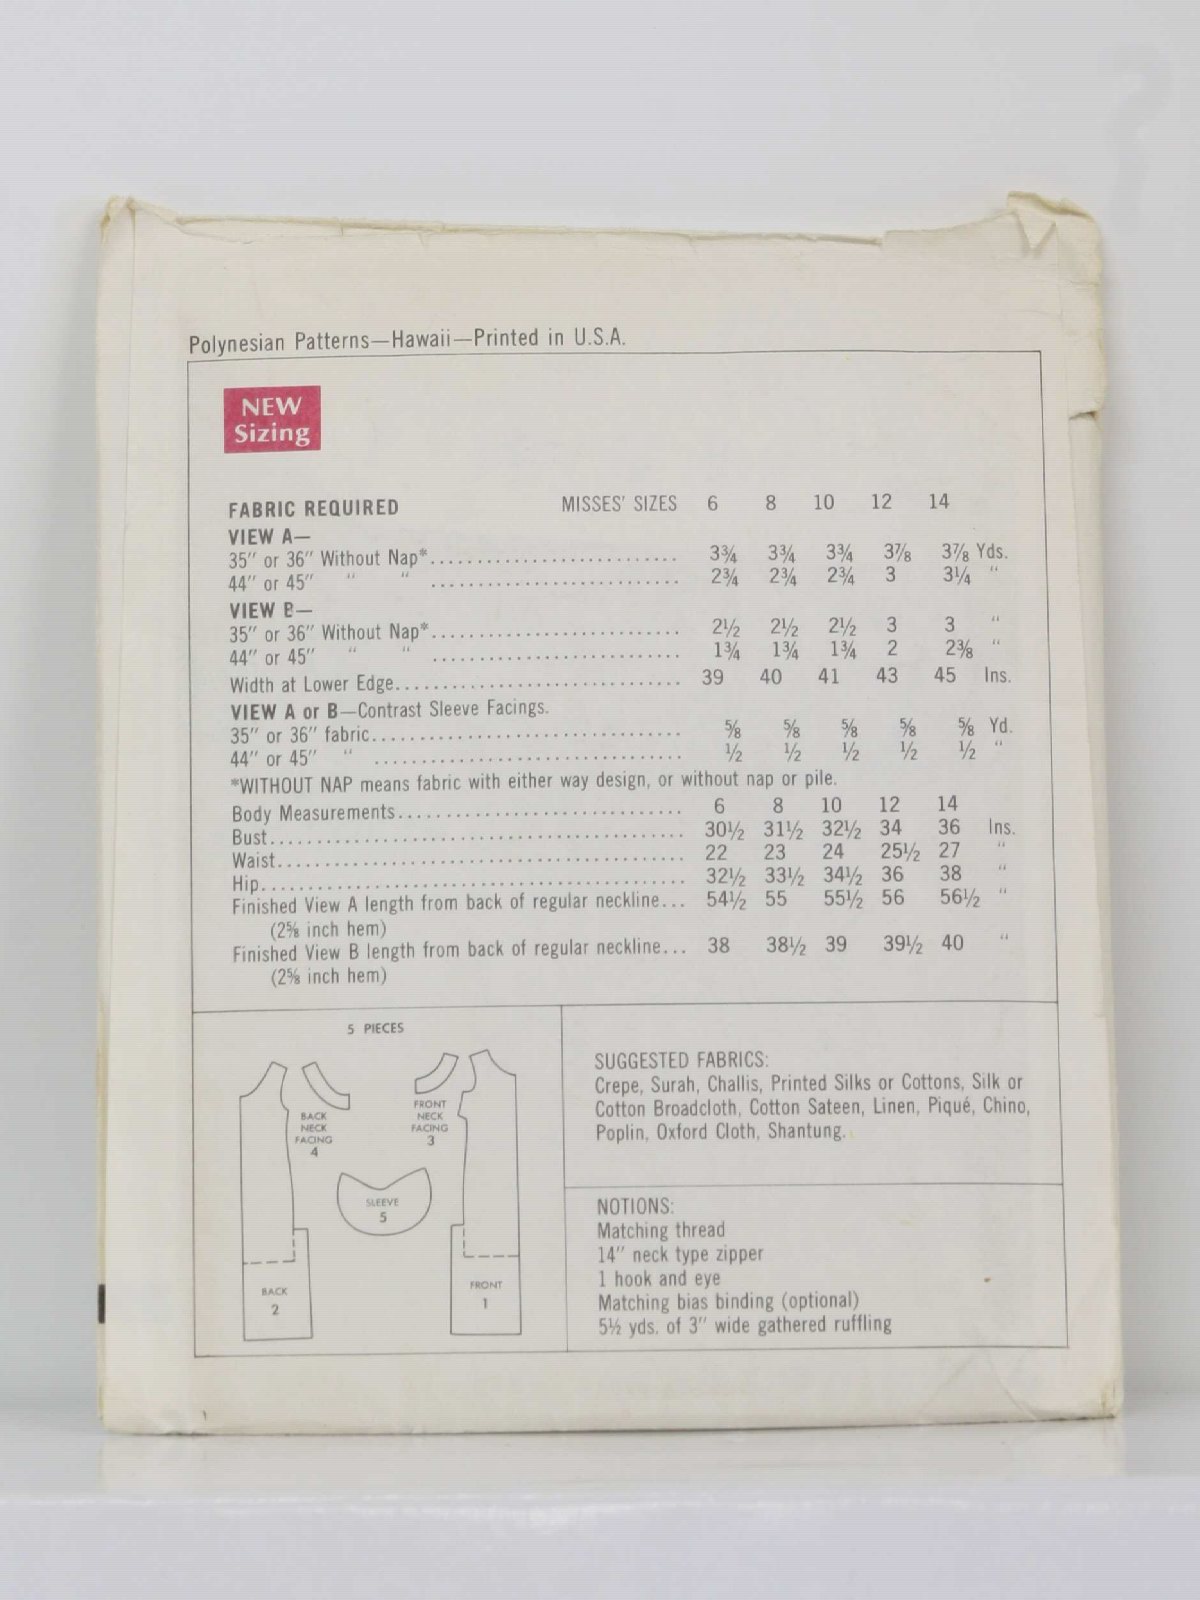 Polynesian Patterns—Hawaii—Printed in U.S.A.
NEW
Sizing
FABRIC REQUIRED MISSES' SIZES 6 8 10 12 14
VIEW A—
35" or 36" Without Nap*.......................... 3¾ 3¾ 3¾ 3⅞ 3⅞ Yds.
44" or 45" " " .......................... 2¾ 2¾ 2¾ 3 3¼ "
VIEW B—
35" or 36" Without Nap*.......................... 2½ 2½ 2½ 3 3 "
44" or 45" " " .......................... 1¾ 1¾ 1¾ 2 2⅜ "
Width at Lower Edge.............................. 39 40 41 43 45 Ins.
VIEW A or B—Contrast Sleeve Facings.
35" or 36" fabric................................. ⅝ ⅝ ⅝ ⅝ ⅝ Yd.
44" or 45" " ................................ ½ ½ ½ ½ ½ "
*WITHOUT NAP means fabric with either way design, or without nap or pile.
Body Measurements.............................. 6 8 10 12 14
Bust............................................ 30½ 31½ 32½ 34 36 Ins.
Waist........................................... 22 23 24 25½ 27 "
Hip............................................. 32½ 33½ 34½ 36 38 "
Finished View A length from back of regular neckline... 54½ 55 55½ 56 56½ "
(2⅝ inch hem)
Finished View B length from back of regular neckline... 38 38½ 39 39½ 40 "
(2⅝ inch hem)
5 PIECES
BACK
NECK
FACING
4
FRONT
NECK
FACING
3
SLEEVE
5
BACK
2
FRONT
1
SUGGESTED FABRICS:
Crepe, Surah, Challis, Printed Silks or Cottons, Silk or
Cotton Broadcloth, Cotton Sateen, Linen, Piqué, Chino,
Poplin, Oxford Cloth, Shantung.
NOTIONS:
Matching thread
14" neck type zipper
1 hook and eye
Matching bias binding (optional)
5½ yds. of 3" wide gathered ruffling